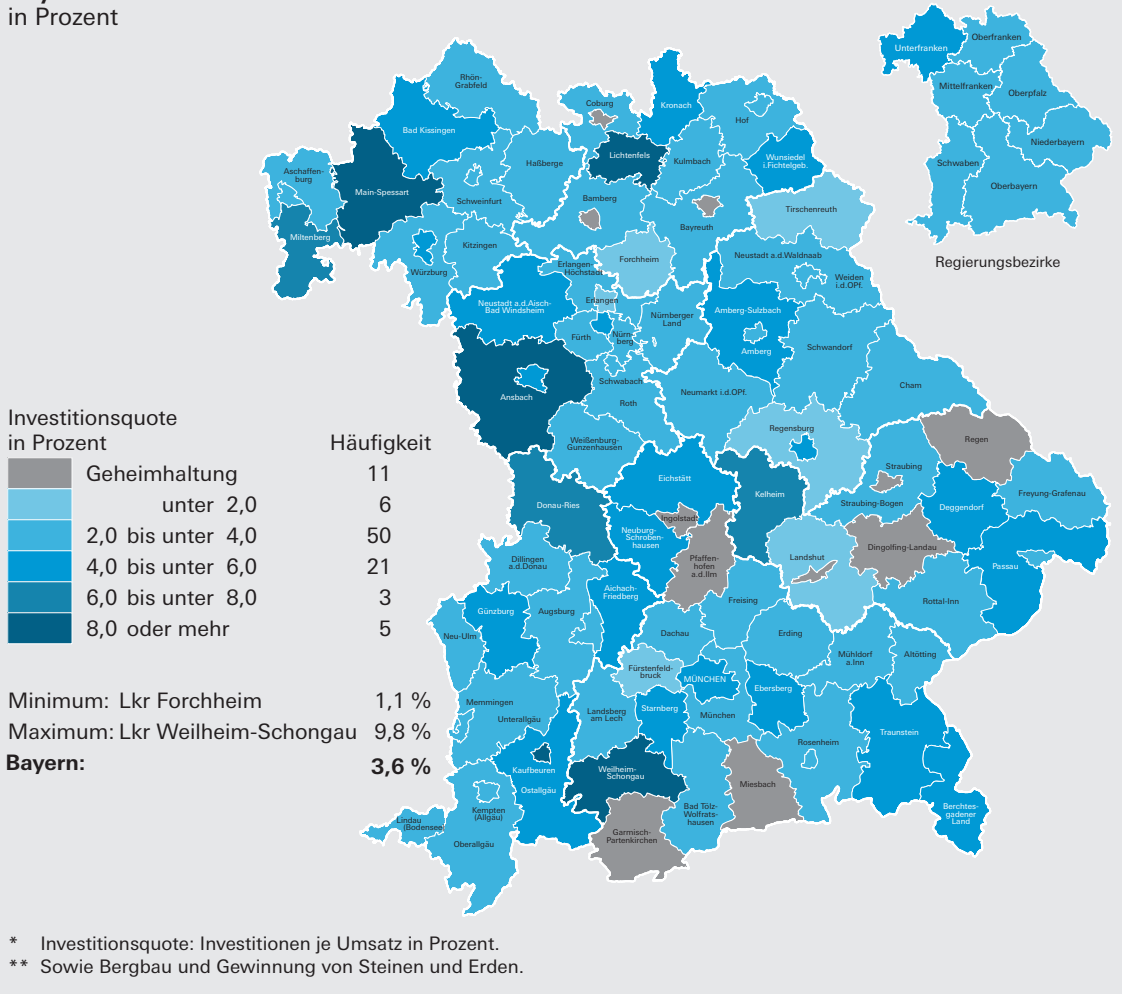 in Prozent
Unterfranken
Oberfranken
Mittelfranken
Oberpfalz
Niederbayern
Schwaben
Oberbayern
Regierungsbezirke
Rhön-
Grabfeld
Coburg
Kronach
Hof
Bad Kissingen
Lichtenfels
Kulmbach
Wunsiedel
i.Fichtelgeb.
Haßberge
Aschaffen-
burg
Main-Spessart
Schweinfurt
Bamberg
Bayreuth
Tirschenreuth
Miltenberg
Kitzingen
Würzburg
Erlangen-
Höchstadt
Forchheim
Neustadt a.d.Waldnaab
Weiden
i.d.OPf.
Neustadt a.d.Aisch-
Bad Windsheim
Erlangen
Nürnberger
Land
Amberg-Sulzbach
Fürth
Nürn-
berg
Amberg
Schwandorf
Ansbach
Schwabach
Roth
Neumarkt i.d.OPf.
Cham
Weißenburg-
Gunzenhausen
Regensburg
Regen
Straubing
Eichstätt
Kelheim
Donau-Ries
Straubing-Bogen
Deggendorf
Freyung-Grafenau
Ingolstadt
Neuburg-
Schroben-
hausen
Pfaffen-
hofen
a.d.Ilm
Landshut
Dingolfing-Landau
Passau
Dillingen
a.d.Donau
Aichach-
Friedberg
Freising
Rottal-Inn
Günzburg
Augsburg
Neu-Ulm
Dachau
Erding
Mühldorf
a.Inn
Altötting
Fürstenfeld-
bruck
MÜNCHEN
Ebersberg
Memmingen
Unterallgäu
Landsberg
am Lech
Starnberg
München
Rosenheim
Traunstein
Kaufbeuren
Ostallgäu
Weilheim-
Schongau
Miesbach
Bad Tölz-
Wolfrats-
hausen
Berchtes-
gadener
Land
Kempten
(Allgäu)
Lindau
(Bodensee)
Oberallgäu
Garmisch-
Partenkirchen
Investitionsquote
in Prozent Häufigkeit
Geheimhaltung 11
unter 2,0 6
2,0 bis unter 4,0 50
4,0 bis unter 6,0 21
6,0 bis unter 8,0 3
8,0 oder mehr 5
Minimum: Lkr Forchheim 1,1 %
Maximum: Lkr Weilheim-Schongau 9,8 %
Bayern: 3,6 %
* Investitionsquote: Investitionen je Umsatz in Prozent.
** Sowie Bergbau und Gewinnung von Steinen und Erden.